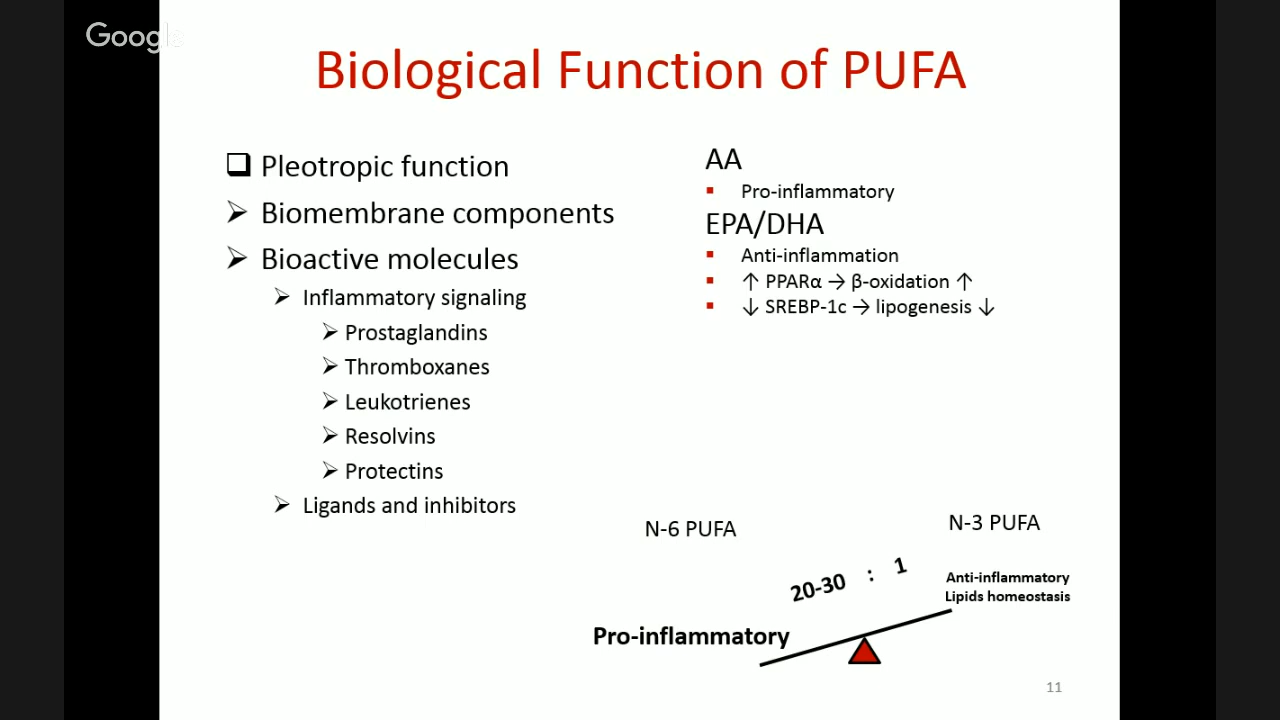 Google
Biological Function of PUFA
Pleotropic function
Biomembrane components
Bioactive molecules
Inflammatory signaling
Prostaglandins
Thromboxanes
Leukotrienes
Resolvins
Protectins
Ligands and inhibitors
AA
Pro-inflammatory
EPA/DHA
Anti-inflammation
↑ PPARα → β-oxidation ↑
↓ SREBP-1c → lipogenesis ↓
N-6 PUFA
N-3 PUFA
20-30 : 1
Anti-inflammatory
Lipids homeostasis
Pro-inflammatory
11